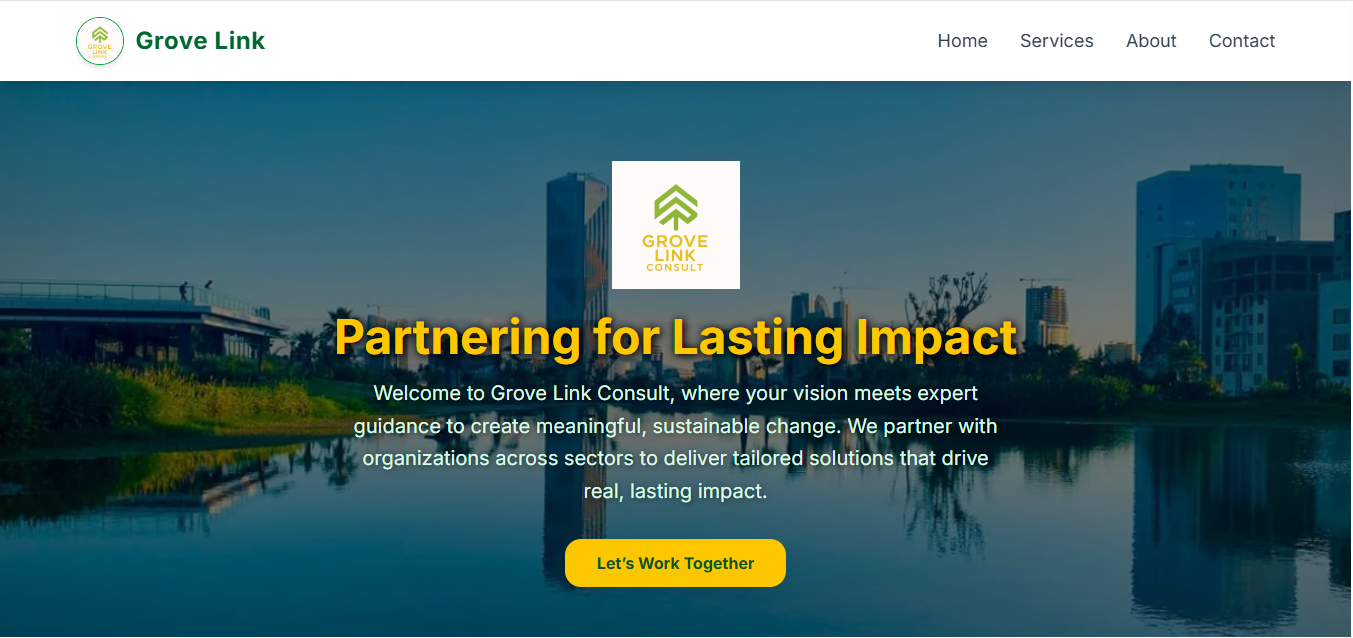 GROVE
LINK
CONSULT
Grove Link
Home Services About Contact
GROVE
LINK
CONSULT
Partnering for Lasting Impact
Welcome to Grove Link Consult, where your vision meets expert
guidance to create meaningful, sustainable change. We partner with
organizations across sectors to deliver tailored solutions that drive
real, lasting impact.
Let’s Work Together